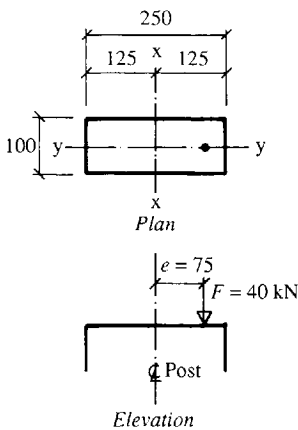 250
125 x 125
100 y y
x
Plan
e = 75
F = 40 kN
℄ Post
Elevation